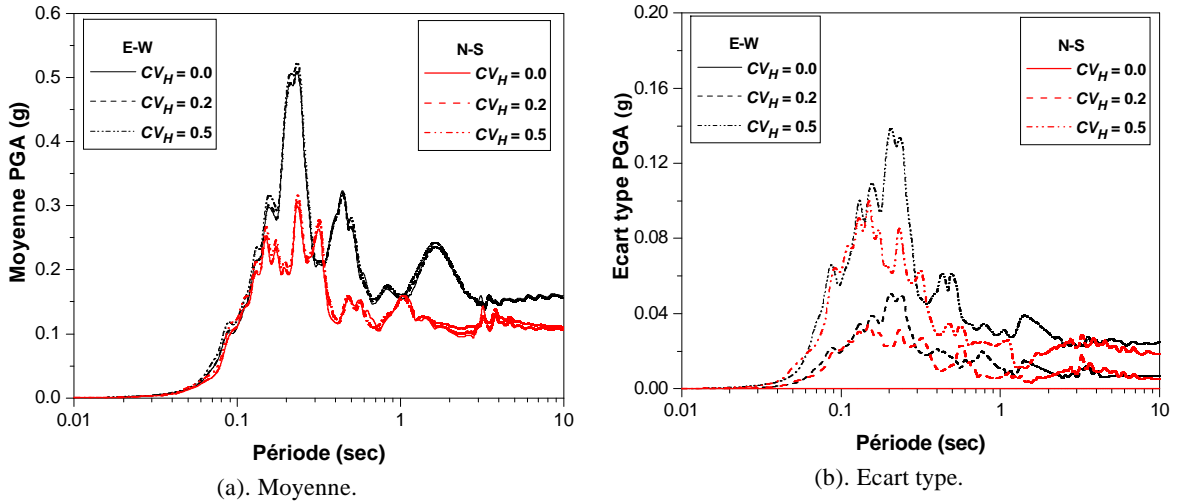 0.6
0.5
0.4
0.3
0.2
0.1
0.0
Moyenne PGA (g)
E-W
CV_H = 0.0
CV_H = 0.2
CV_H = 0.5
N-S
CV_H = 0.0
CV_H = 0.2
CV_H = 0.5
0.01
0.1
1
10
Période (sec)
(a). Moyenne.
0.20
0.16
0.12
0.08
0.04
0.00
Ecart type PGA (g)
E-W
CV_H = 0.0
CV_H = 0.2
CV_H = 0.5
N-S
CV_H = 0.0
CV_H = 0.2
CV_H = 0.5
0.01
0.1
1
10
Période (sec)
(b). Ecart type.